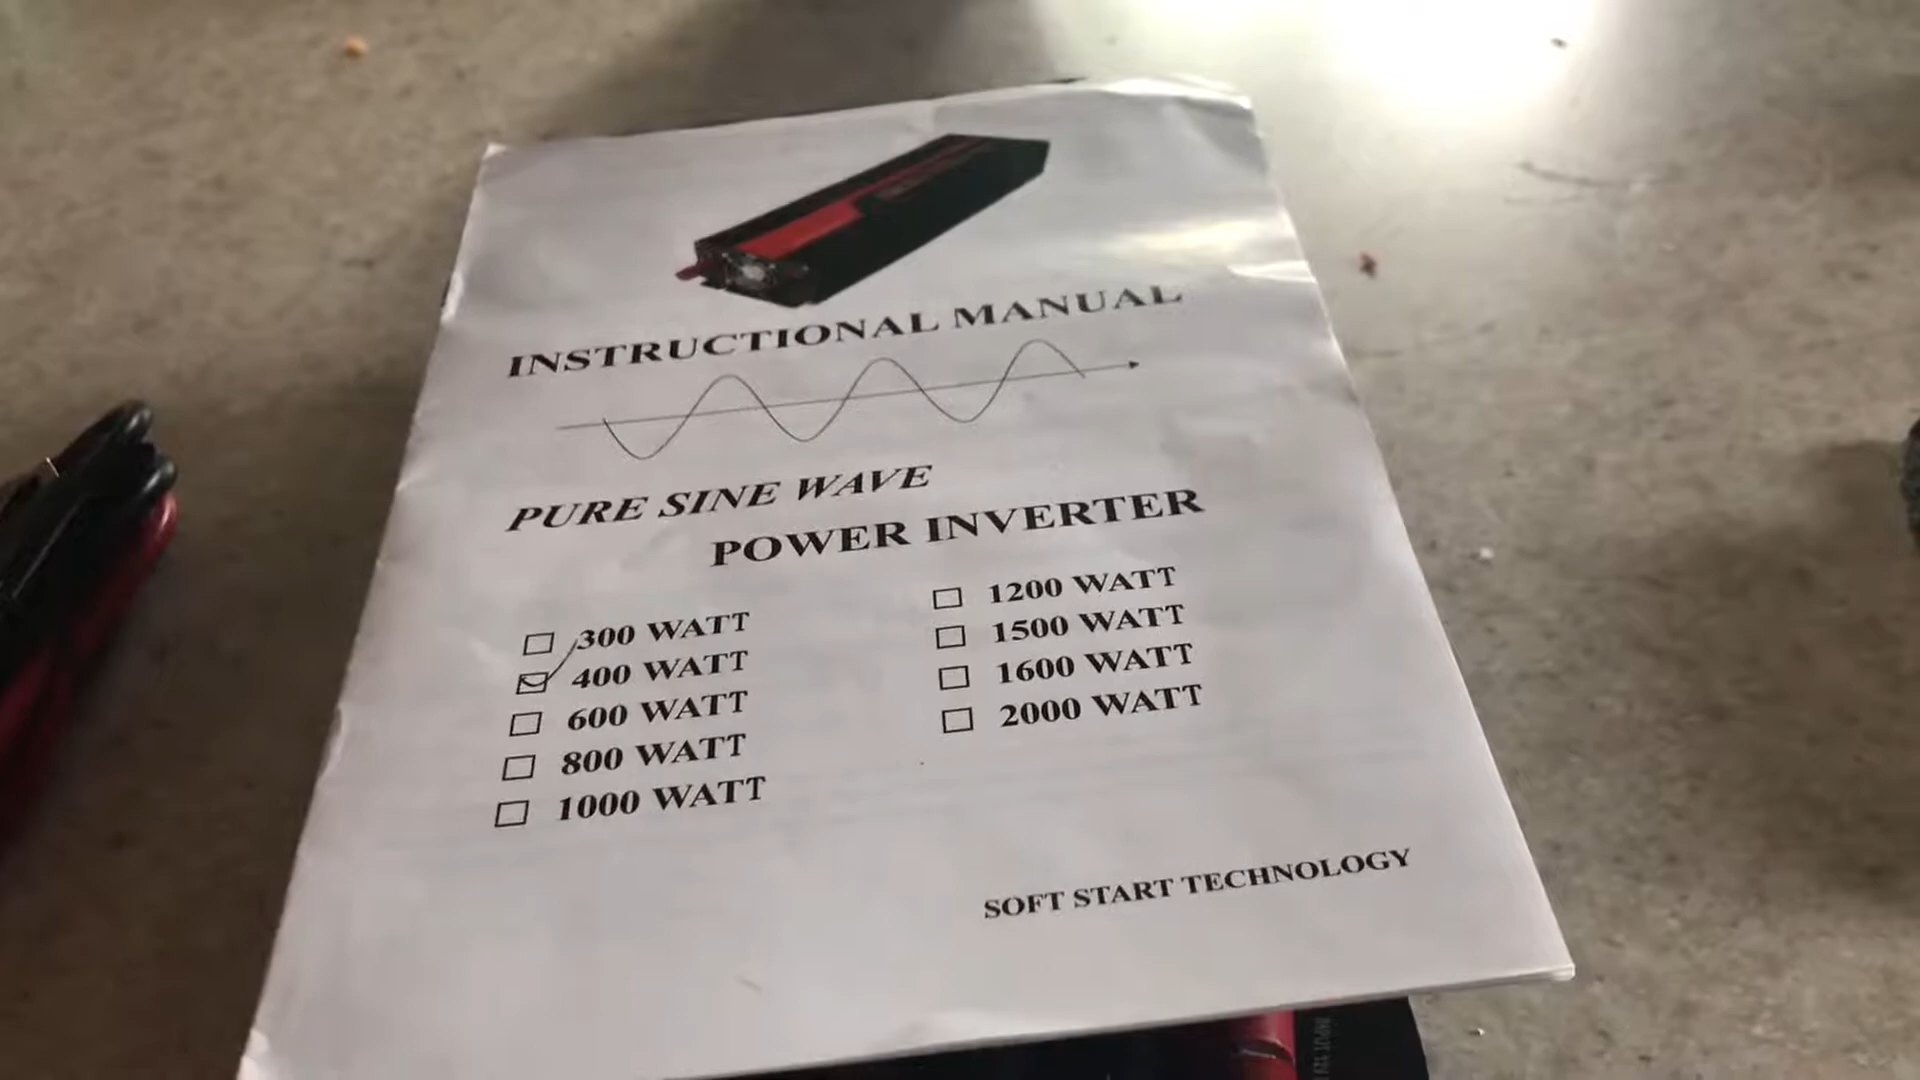 INSTRUCTIONAL MANUAL
PURE SINE WAVE
POWER INVERTER
300 WATT
400 WATT
600 WATT
800 WATT
1000 WATT
1200 WATT
1500 WATT
1600 WATT
2000 WATT
SOFT START TECHNOLOGY
INPUT